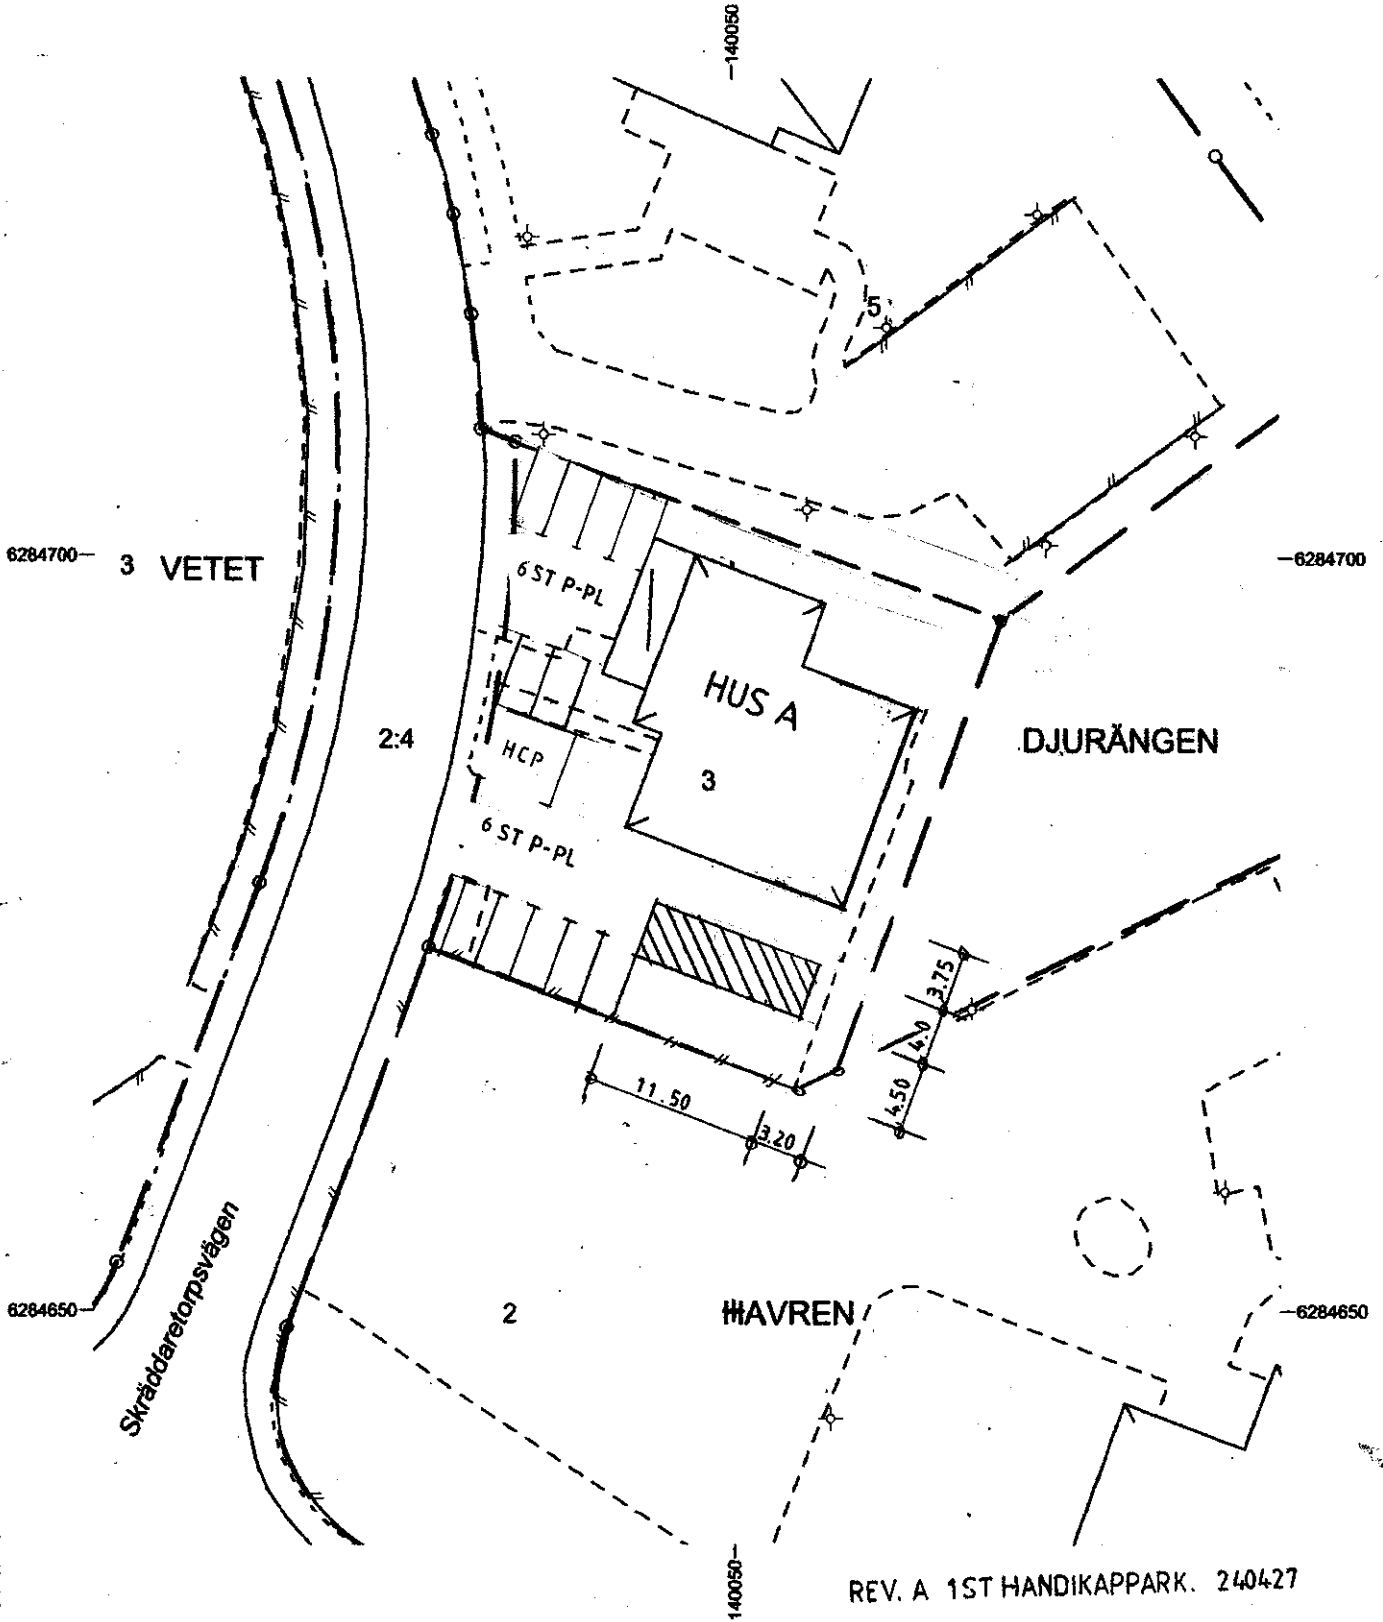 140050
5
6284700
3 VETET
6284700
6 ST P-PL
HUS A
2:4
DJURÄNGEN
HCP
3
6 ST P-PL
3.75
4.0
4.50
11.50
3.20
Skräddaretorpsvägen
6284650
2
HAVREN
6284650
140050
REV. A 1ST HANDIKAPPARK. 240427